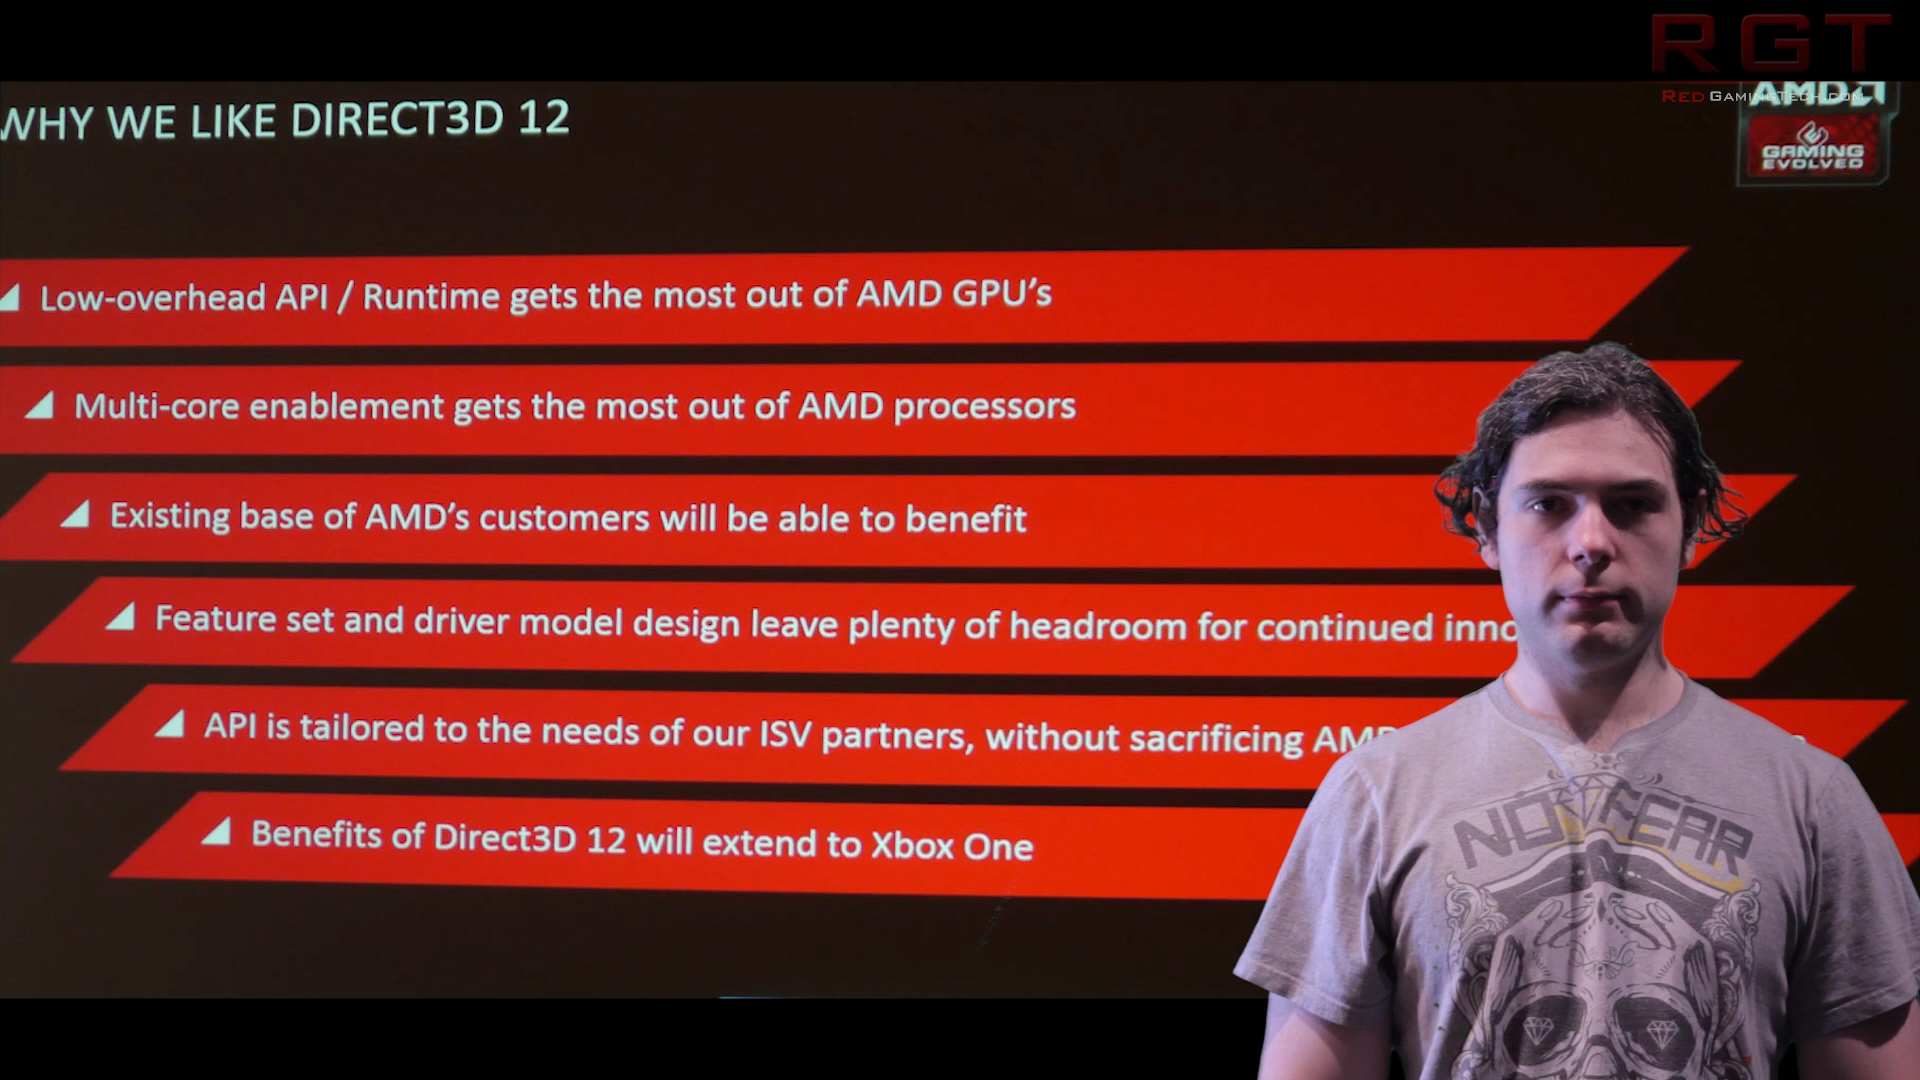 RGT
RED GAMINGTECH.COM
AMD
GAMING
EVOLVED
WHY WE LIKE DIRECT3D 12
Low-overhead API / Runtime gets the most out of AMD GPU's
Multi-core enablement gets the most out of AMD processors
Existing base of AMD's customers will be able to benefit
Feature set and driver model design leave plenty of headroom for continued
API is tailored to the needs of our ISV partners, without sacrificing
Benefits of Direct3D 12 will extend to Xbox One
NO FEAR